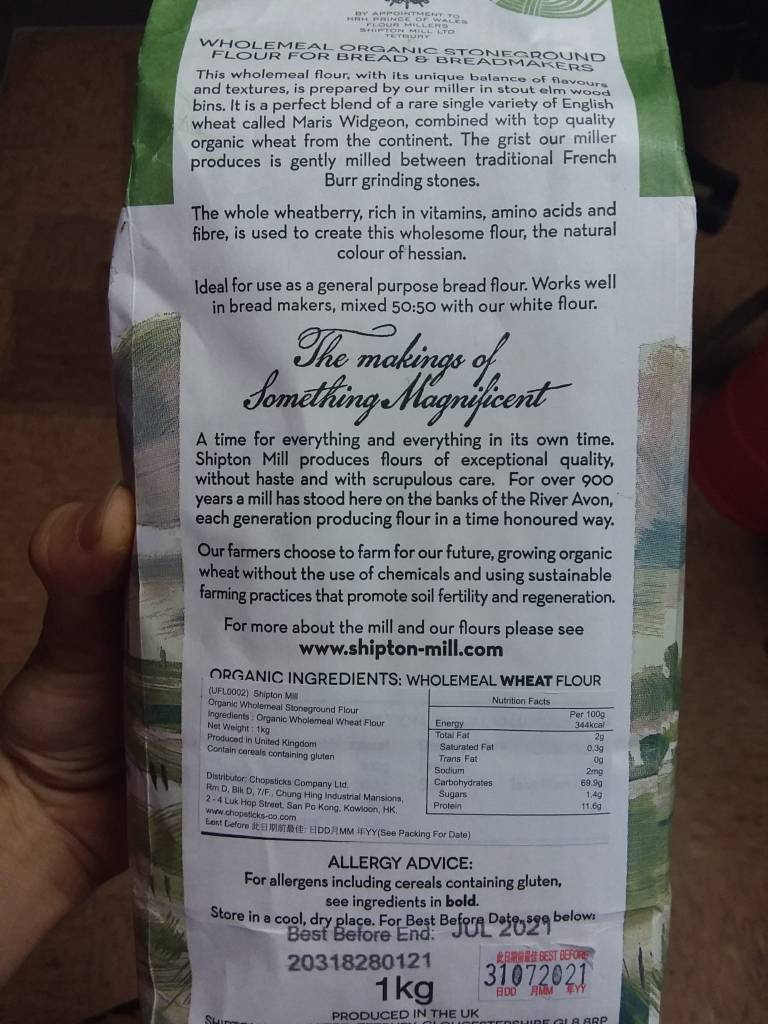 BY APPOINTMENT TO
HRH PRINCE OF WALES
FLOUR MILLERS
SHIPTON MILL LTD
TETBURY
WHOLEMEAL ORGANIC STONEGROUND
FLOUR FOR BREAD & BREADMAKERS
This wholemeal flour, with its unique balance of flavours
and textures, is prepared by our miller in stout elm wood
bins. It is a perfect blend of a rare single variety of English
wheat called Maris Widgeon, combined with top quality
organic wheat from the continent. The grist our miller
produces is gently milled between traditional French
Burr grinding stones.
The whole wheatberry, rich in vitamins, amino acids and
fibre, is used to create this wholesome flour, the natural
colour of hessian.
Ideal for use as a general purpose bread flour. Works well
in bread makers, mixed 50:50 with our white flour.
The makings of
Something Magnificent
A time for everything and everything in its own time.
Shipton Mill produces flours of exceptional quality,
without haste and with scrupulous care. For over 900
years a mill has stood here on the banks of the River Avon,
each generation producing flour in a time honoured way.
Our farmers choose to farm for our future, growing organic
wheat without the use of chemicals and using sustainable
farming practices that promote soil fertility and regeneration.
For more about the mill and our flours please see
www.shipton-mill.com
ORGANIC INGREDIENTS: WHOLEMEAL WHEAT FLOUR
(UFL0002) Shipton Mill
Organic Wholemeal Stoneground Flour
Ingredients : Organic Wholemeal Wheat Flour
Net Weight : 1kg
Produced in United Kingdom
Contain cereals containing gluten
Distributor: Chopsticks Company Ltd.
Rm D, Blk D, 7/F., Chung Hing Industrial Mansions,
2 - 4 Luk Hop Street, San Po Kong, Kowloon, HK.
www.chopsticks-co.com
Best Before 此日期前最佳: 日DD月MM 年YY(See Packing For Date)
Nutrition Facts
Per 100g
Energy 344kcal
Total Fat 2g
Saturated Fat 0.3g
Trans Fat 0g
Sodium 2mg
Carbohydrates 69.9g
Sugars 1.4g
Protein 11.6g
ALLERGY ADVICE:
For allergens including cereals containing gluten,
see ingredients in bold.
Store in a cool, dry place. For Best Before Date, see below:
Best Before End: JUL 2021
20318280121
1kg
此日期前最佳 BEST BEFORE
31072021
日DD 月MM 年YY
PRODUCED IN THE UK
GL8 8RP